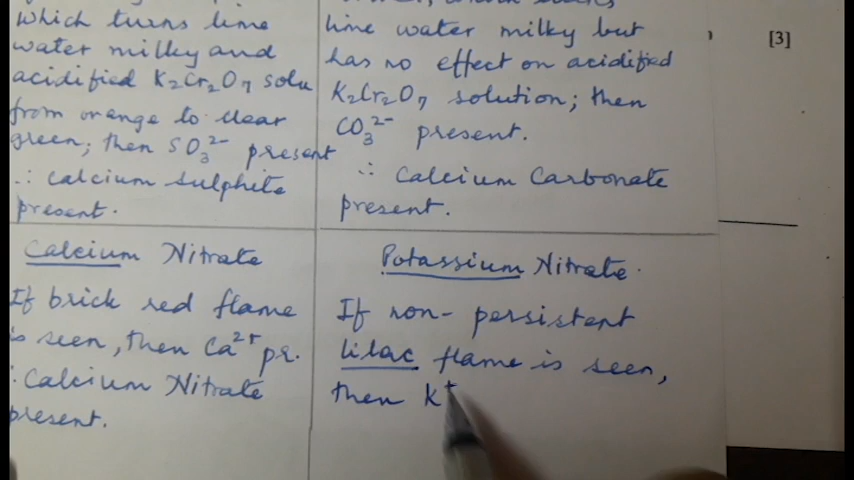 which turns lime
water milky and
acidified K₂Cr₂O₇ solu
from orange to clear
green; then SO₃²⁻ present
∴ calcium sulphite
present.
lime water milky but
has no effect on acidified
K₂Cr₂O₇ solution; then
CO₃²⁻ present.
∴ Calcium Carbonate
present.
[3]
Calcium Nitrate
If brick red flame
is seen, then Ca²⁺ pr.
∴ Calcium Nitrate
present.
Potassium Nitrate.
If non-persistent
lilac flame is seen,
then K⁺